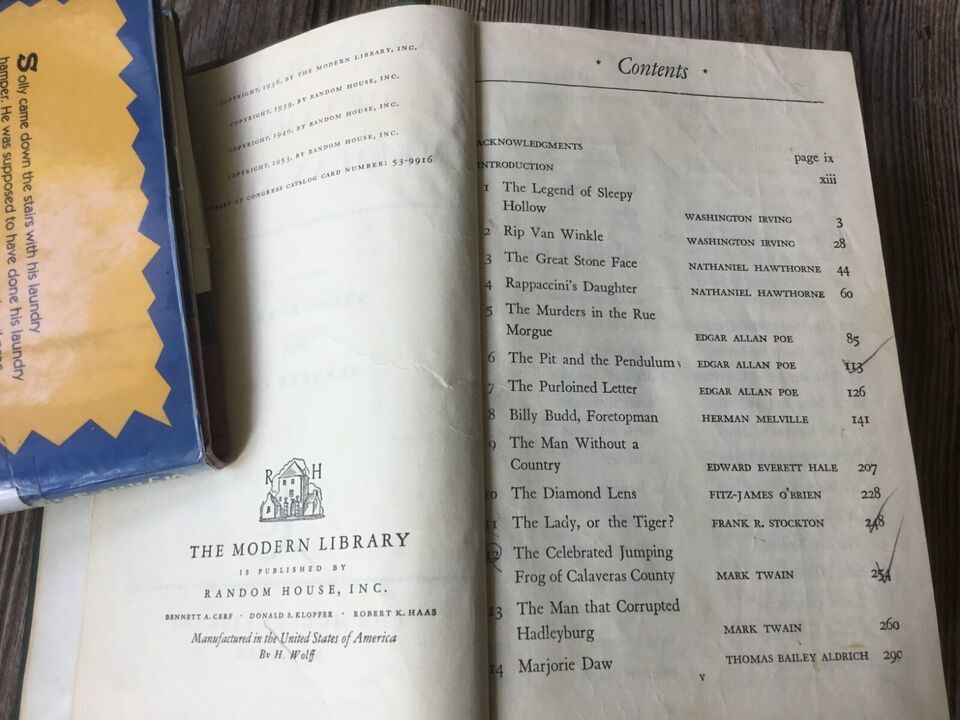 Solly came down the stairs with his laundry
hamper. He was supposed to have done his laundry
COPYRIGHT, 1936, BY THE MODERN LIBRARY, INC.
COPYRIGHT, 1939, BY RANDOM HOUSE, INC.
COPYRIGHT, 1940, BY RANDOM HOUSE, INC.
COPYRIGHT, 1953, BY RANDOM HOUSE, INC.
LIBRARY OF CONGRESS CATALOG CARD NUMBER: 53-9916
R H
THE MODERN LIBRARY
IS PUBLISHED BY
RANDOM HOUSE, INC.
BENNETT A. CERF · DONALD S. KLOPFER · ROBERT K. HAAS
Manufactured in the United States of America
By H. Wolff
* Contents *
ACKNOWLEDGMENTS page ix
INTRODUCTION xiii
1 The Legend of Sleepy
Hollow WASHINGTON IRVING 3
2 Rip Van Winkle WASHINGTON IRVING 28
3 The Great Stone Face NATHANIEL HAWTHORNE 44
4 Rappaccini's Daughter NATHANIEL HAWTHORNE 60
5 The Murders in the Rue
Morgue EDGAR ALLAN POE 85
6 The Pit and the Pendulum EDGAR ALLAN POE 113
7 The Purloined Letter EDGAR ALLAN POE 126
8 Billy Budd, Foretopman HERMAN MELVILLE 141
9 The Man Without a
Country EDWARD EVERETT HALE 207
10 The Diamond Lens FITZ-JAMES O'BRIEN 228
11 The Lady, or the Tiger? FRANK R. STOCKTON 248
12 The Celebrated Jumping
Frog of Calaveras County MARK TWAIN 254
13 The Man that Corrupted
Hadleyburg MARK TWAIN 260
14 Marjorie Daw THOMAS BAILEY ALDRICH 290
v